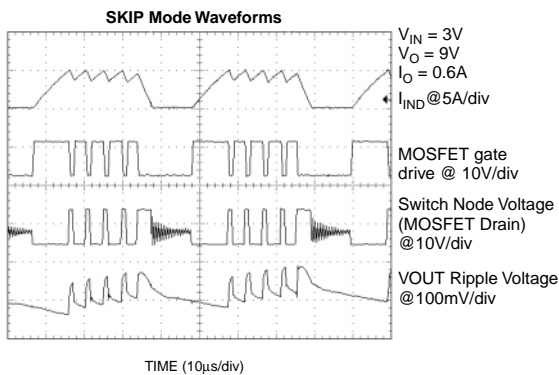 SKIP Mode Waveforms
V_IN = 3V
V_O = 9V
I_O = 0.6A
I_IND @5A/div
MOSFET gate
drive @ 10V/div
Switch Node Voltage
(MOSFET Drain)
@10V/div
VOUT Ripple Voltage
@100mV/div
TIME (10μs/div)